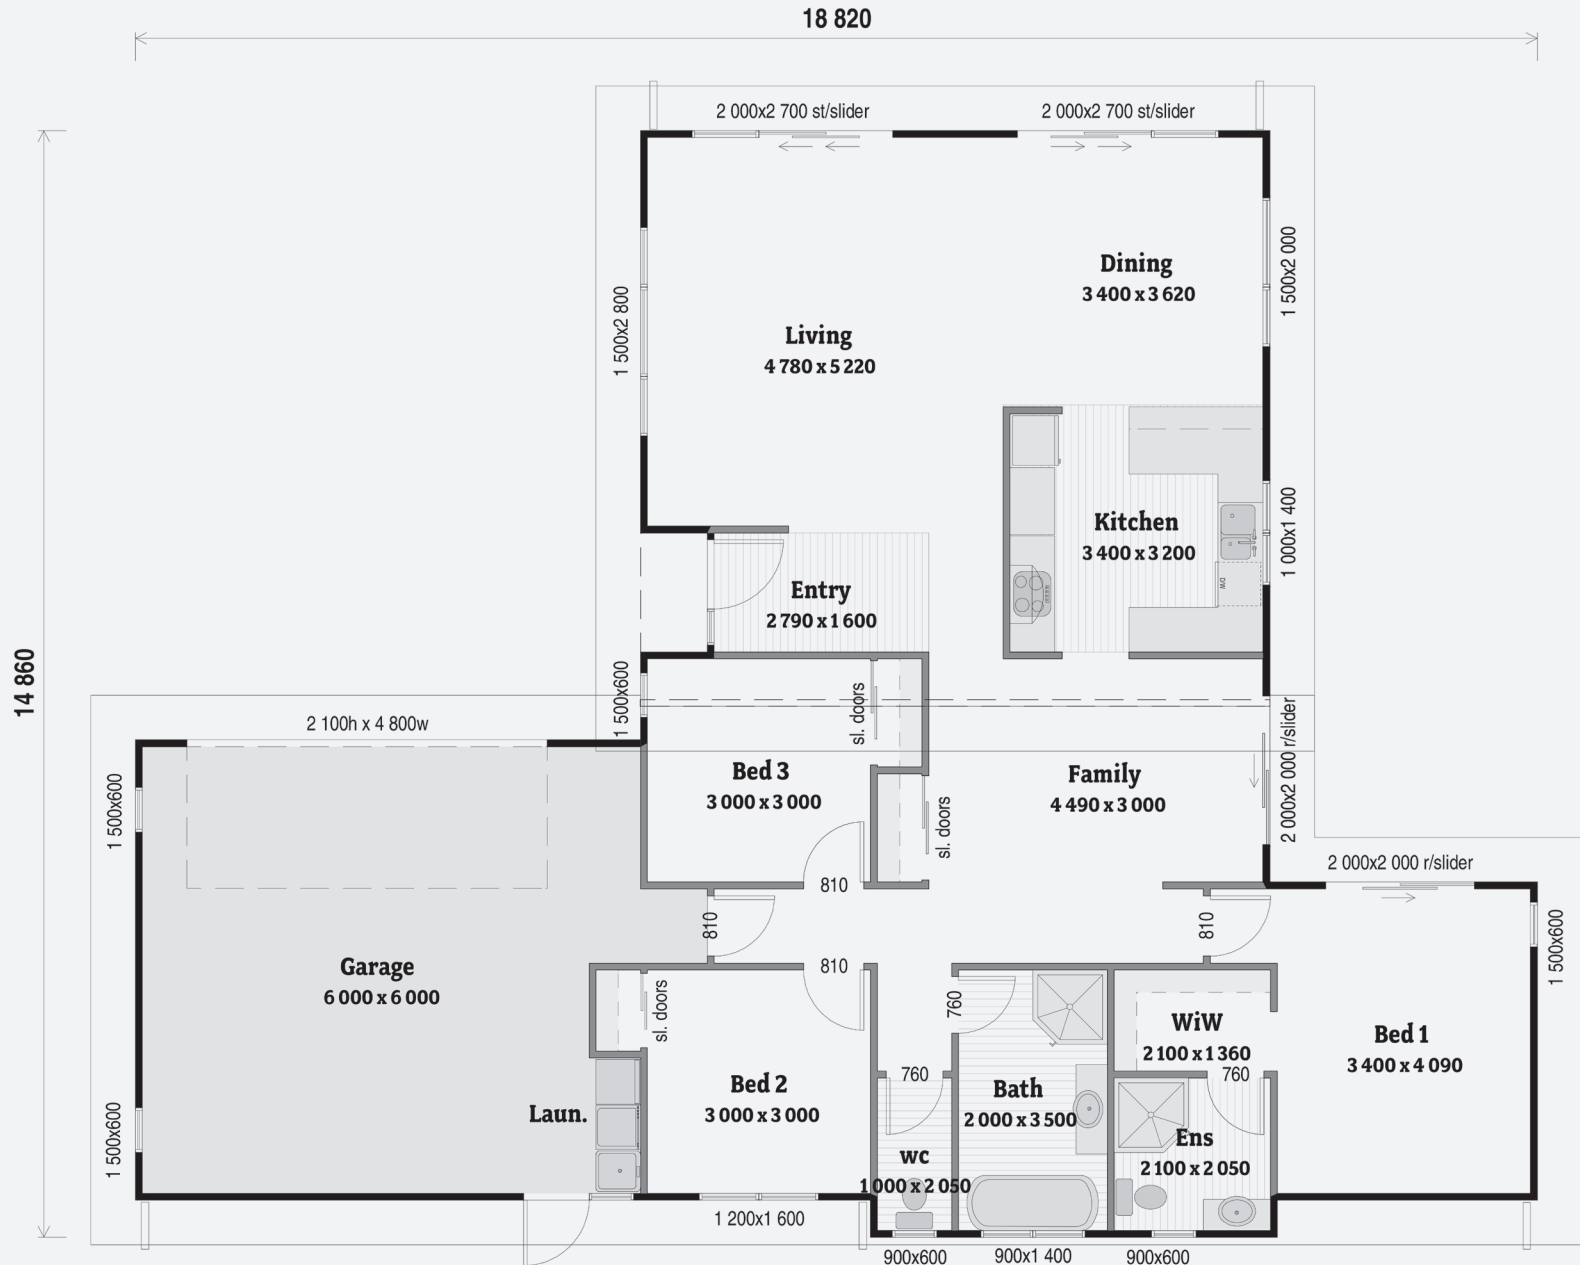 18 820
2 000x2 700 st/slider
2 000x2 700 st/slider
Dining
3 400 x 3 620
1 500x2 000
1 500x2 800
Living
4 780 x 5 220
Kitchen
3 400 x 3 200
1 000x1 400
DW
Entry
2 790 x 1 600
14 860
1 500x600
sl. doors
2 000x2 000 r/slider
2 100h x 4 800w
Bed 3
3 000 x 3 000
Family
4 490 x 3 000
1 500x600
sl. doors
2 000x2 000 r/slider
810
810
810
810
1 500x600
Garage
6 000 x 6 000
sl. doors
760
WiW
2 100 x 1 360
Bed 1
3 400 x 4 090
760
760
Bed 2
3 000 x 3 000
Bath
2 000 x 3 500
Laun.
1 500x600
Ens
2 100 x 2 050
wc
1 000 x 2 050
1 200x1 600
900x600
900x1 400
900x600